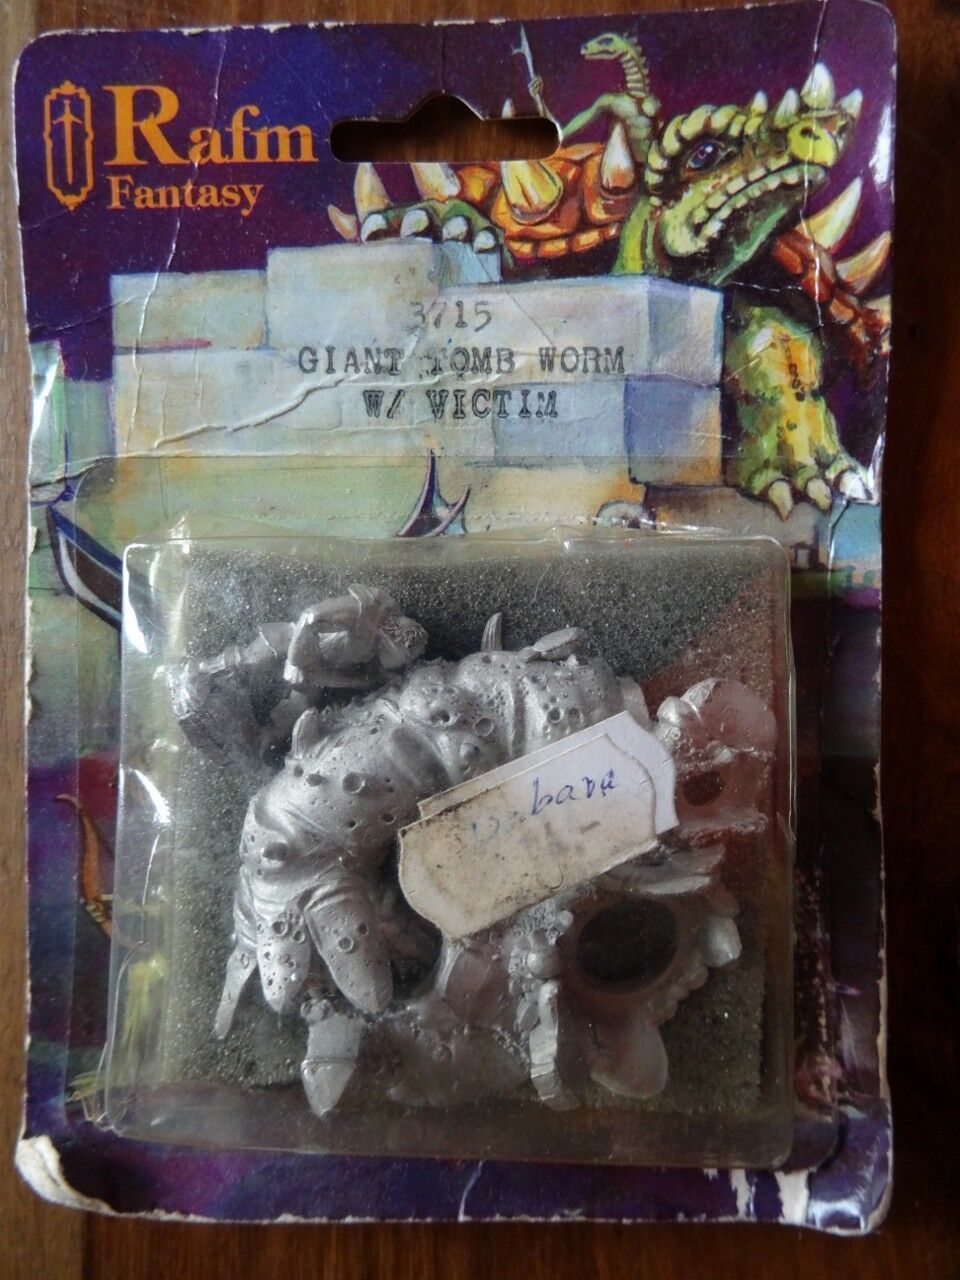 Rafm
Fantasy
3715
GIANT TOMB WORM
W/ VICTIM